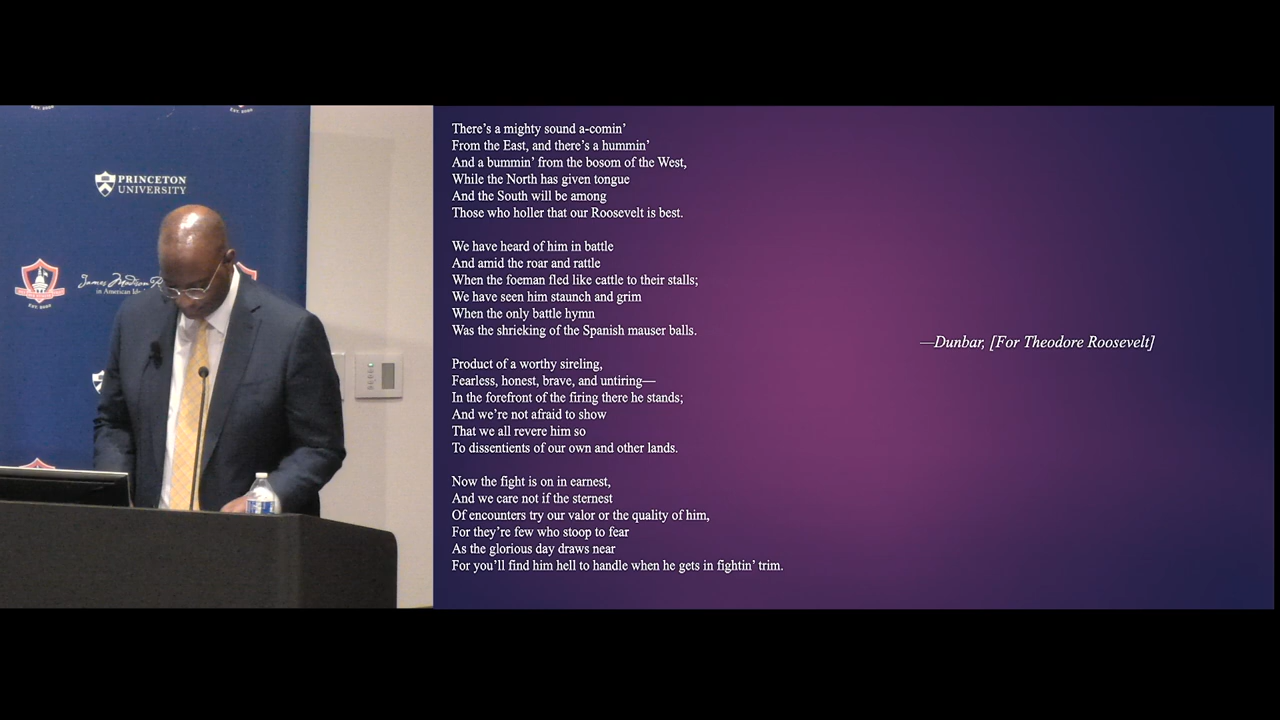 PRINCETON
UNIVERSITY
James Madison
in American
EST. 2000
There's a mighty sound a-comin'
From the East, and there's a hummin'
And a bummin' from the bosom of the West,
While the North has given tongue
And the South will be among
Those who holler that our Roosevelt is best.
We have heard of him in battle
And amid the roar and rattle
When the foeman fled like cattle to their stalls;
We have seen him staunch and grim
When the only battle hymn
Was the shrieking of the Spanish mauser balls.
Product of a worthy sireling,
Fearless, honest, brave, and untiring—
In the forefront of the firing there he stands;
And we're not afraid to show
That we all revere him so
To dissentients of our own and other lands.
Now the fight is on in earnest,
And we care not if the sternest
Of encounters try our valor or the quality of him,
For they're few who stoop to fear
As the glorious day draws near
For you'll find him hell to handle when he gets in fightin' trim.
—Dunbar, [For Theodore Roosevelt]